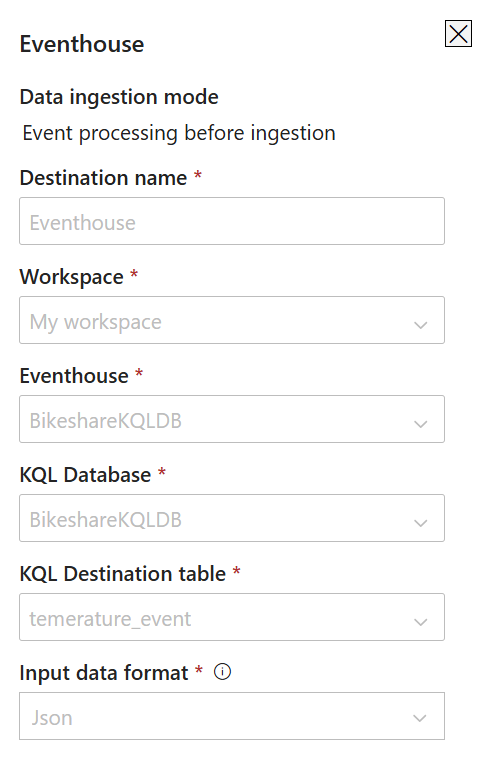 Eventhouse
Data ingestion mode
Event processing before ingestion
Destination name *
Eventhouse
Workspace *
My workspace
Eventhouse *
BikeshareKQLDB
KQL Database *
BikeshareKQLDB
KQL Destination table *
temerature_event
Input data format *
Json